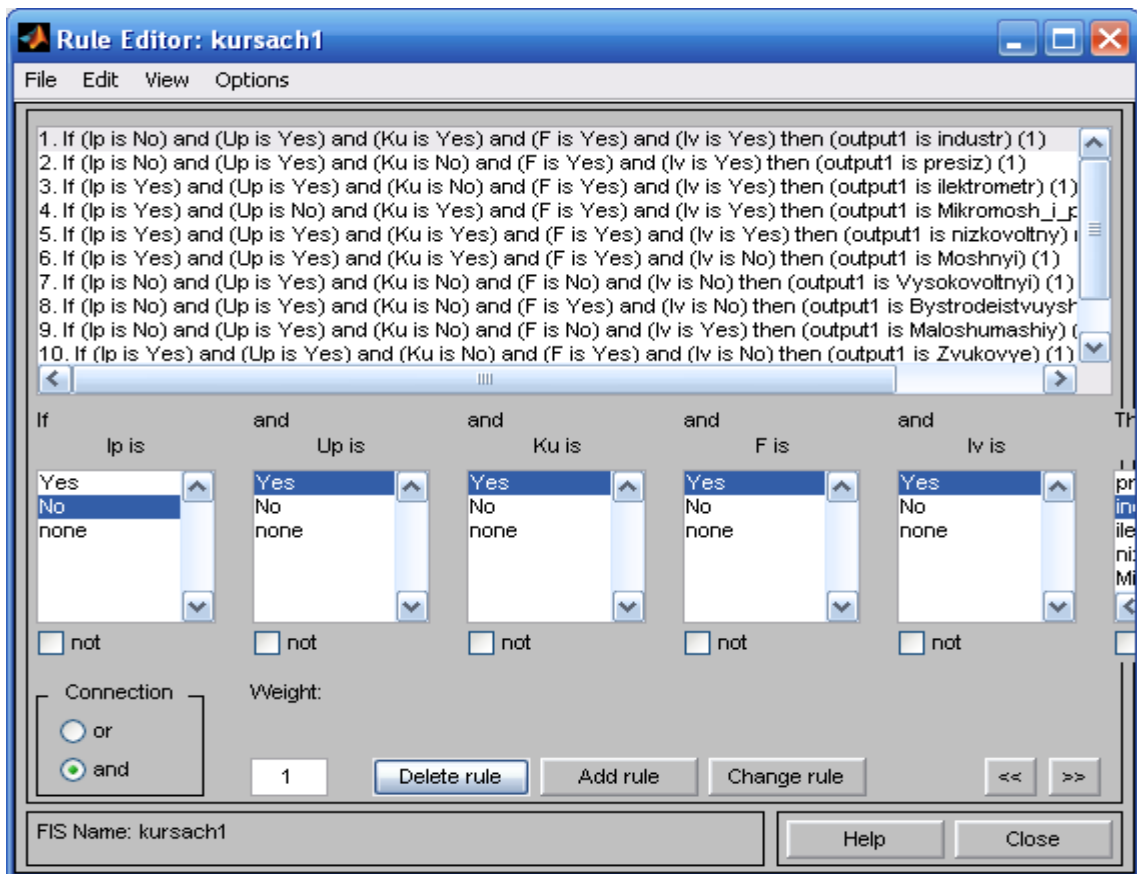 Rule Editor: kursach1
File Edit View Options
1. If (Ip is No) and (Up is Yes) and (Ku is Yes) and (F is Yes) and (Iv is Yes) then (output1 is industr) (1)
2. If (Ip is No) and (Up is Yes) and (Ku is No) and (F is Yes) and (Iv is Yes) then (output1 is presiz) (1)
3. If (Ip is Yes) and (Up is Yes) and (Ku is No) and (F is Yes) and (Iv is Yes) then (output1 is ilektrometr) (1)
4. If (Ip is Yes) and (Up is No) and (Ku is Yes) and (F is Yes) and (Iv is Yes) then (output1 is Mikromosh_i_p
5. If (Ip is Yes) and (Up is Yes) and (Ku is Yes) and (F is Yes) and (Iv is Yes) then (output1 is nizkovoltny)
6. If (Ip is Yes) and (Up is Yes) and (Ku is Yes) and (F is Yes) and (Iv is No) then (output1 is Moshnyi) (1)
7. If (Ip is No) and (Up is Yes) and (Ku is No) and (F is No) and (Iv is No) then (output1 is Vysokovoltnyi) (1)
8. If (Ip is No) and (Up is Yes) and (Ku is No) and (F is Yes) and (Iv is No) then (output1 is Bystrodeistvuysh
9. If (Ip is No) and (Up is Yes) and (Ku is No) and (F is No) and (Iv is Yes) then (output1 is Maloshumashiy) (
10. If (Ip is Yes) and (Up is Yes) and (Ku is No) and (F is Yes) and (Iv is No) then (output1 is Zvukovye) (1)
If and and and and Th
Ip is Up is Ku is F is Iv is
Yes Yes Yes Yes Yes pr
No No No No No in
none none none none none ile
ni
Mi
not not not not not
Connection Weight:
or
and 1 Delete rule Add rule Change rule << >>
FIS Name: kursach1 Help Close